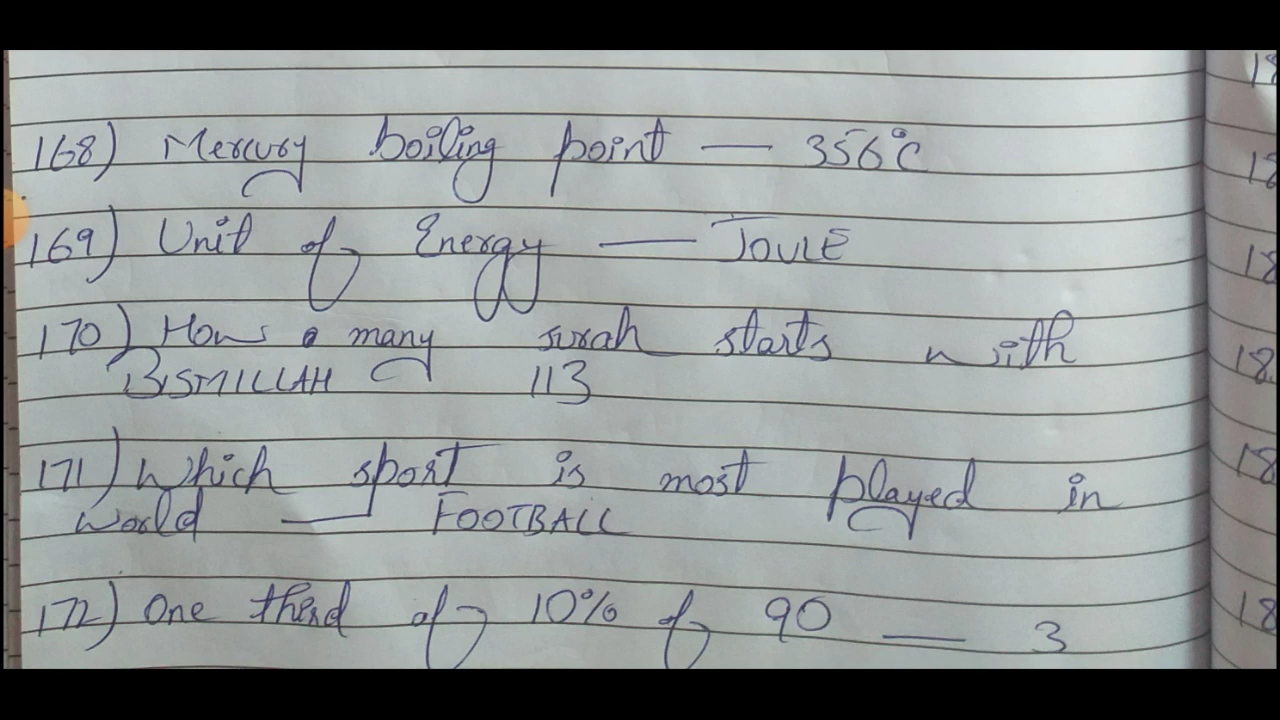 168) Mercury boiling point — 356°C
169) Unit of Energy — JOULE
170) How many surah starts with
BISMILLAH 113
171) Which sport is most played in
world — FOOTBALL
172) One third of 10% of 90 — 3